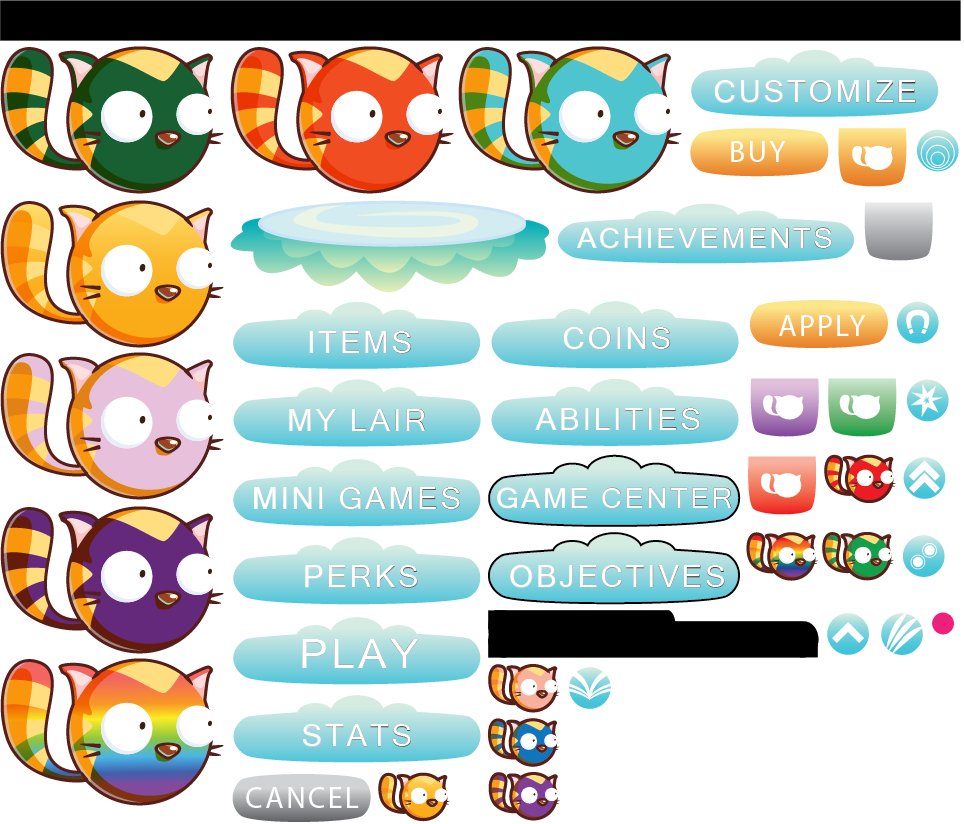 CUSTOMIZE
BUY
ACHIEVEMENTS
ITEMS
COINS
APPLY
MY LAIR
ABILITIES
MINI GAMES
GAME CENTER
PERKS
OBJECTIVES
PLAY
STATS
CANCEL